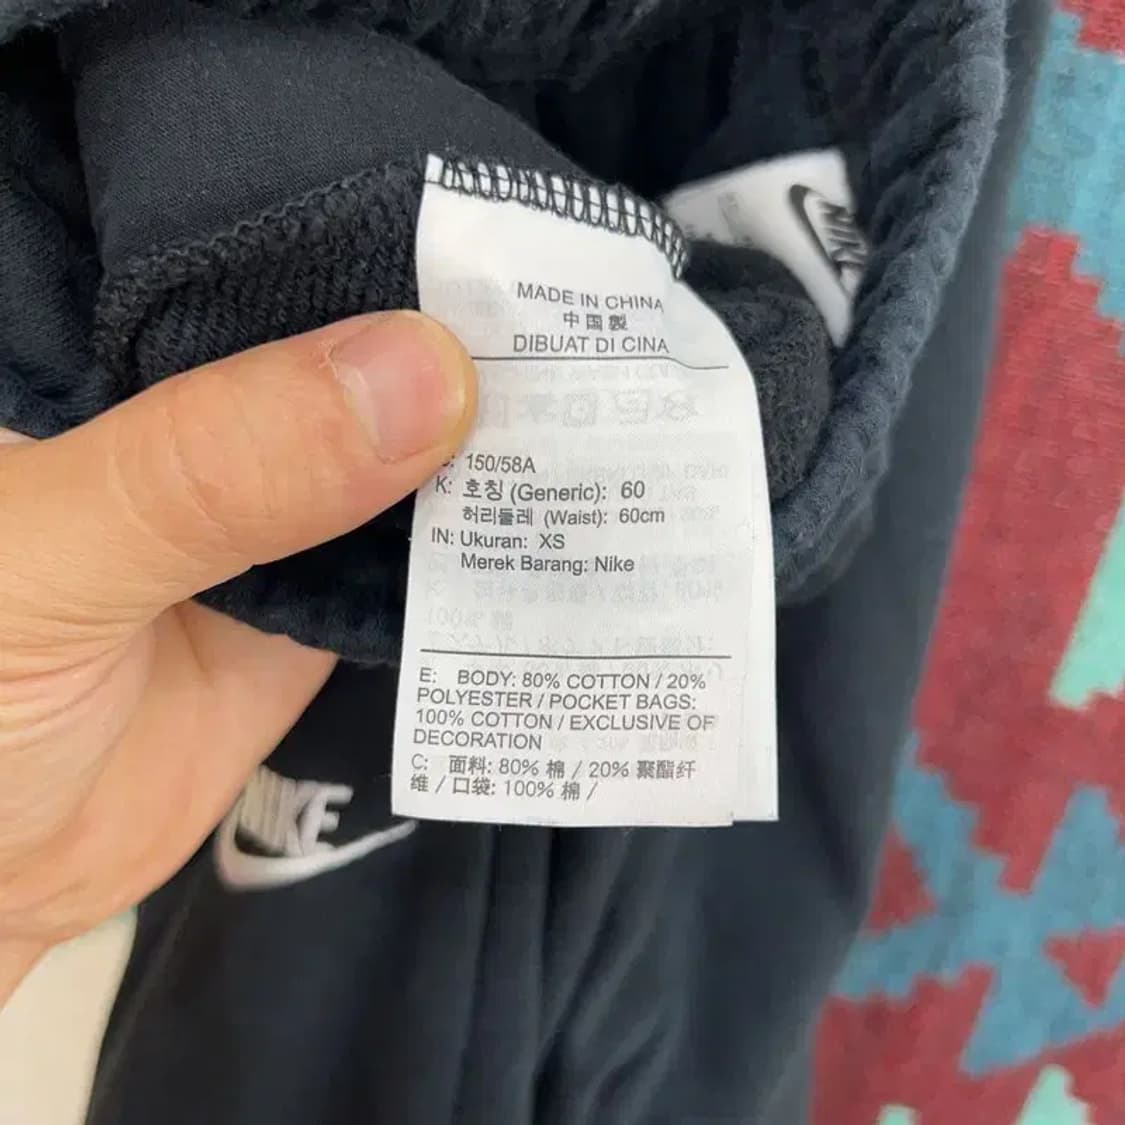 NIKE
MADE IN CHINA
中国製
DIBUAT DI CINA
150/58A
K: 호칭 (Generic): 60
허리둘레 (Waist): 60cm
IN: Ukuran: XS
Merek Barang: Nike
E: BODY: 80% COTTON / 20%
POLYESTER / POCKET BAGS:
100% COTTON / EXCLUSIVE OF
DECORATION
C: 面料: 80% 棉 / 20% 聚酯纤
维 / 口袋: 100% 棉 /
NIKE